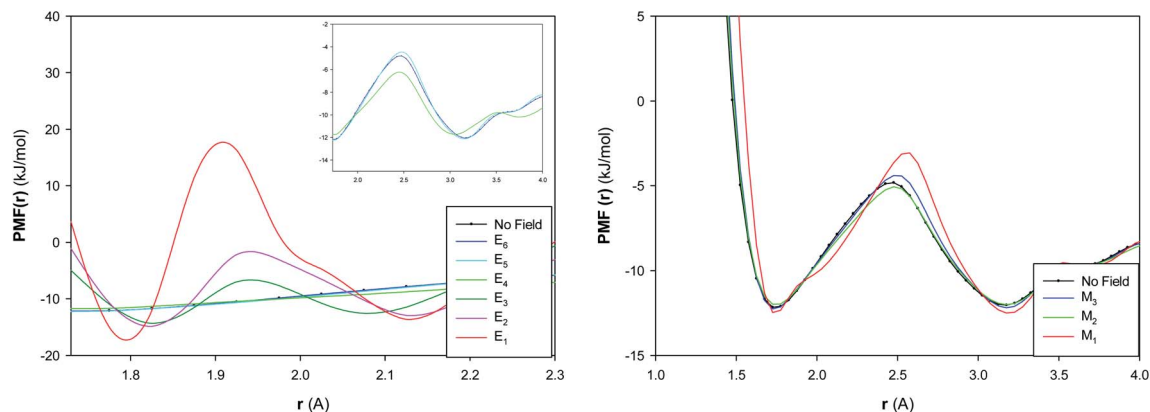 40
30
20
10
0
-10
-20
PMF(r) (kJ/mol)
1.8
1.9
2.0
2.1
2.2
2.3
r (A)
-2
-4
-6
-8
-10
-12
-14
2.0
2.5
3.0
3.5
4.0
No Field
E6
E5
E4
E3
E2
E1
5
0
-5
-10
-15
PMF (r) (kJ/mol)
1.0
1.5
2.0
2.5
3.0
3.5
4.0
r (A)
No Field
M3
M2
M1